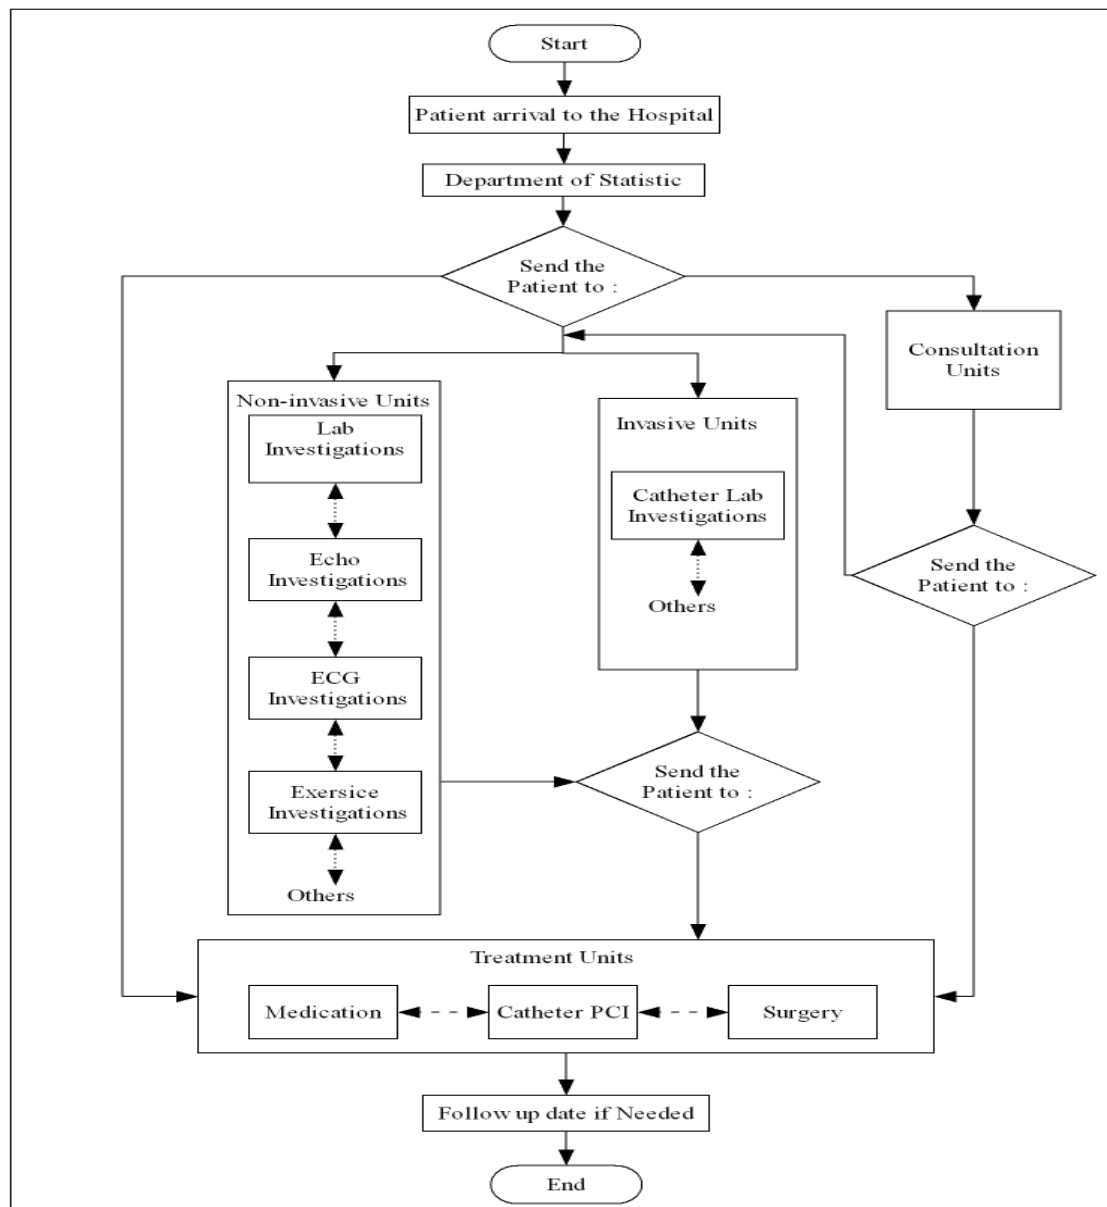 Start
Patient arrival to the Hospital
Department of Statistic
Send the
Patient to :
Consultation
Units
Non-invasive Units
Lab
Investigations
Echo
Investigations
ECG
Investigations
Exersice
Investigations
Others
Invasive Units
Catheter Lab
Investigations
Others
Send the
Patient to :
Send the
Patient to :
Treatment Units
Medication
Catheter PCI
Surgery
Follow up date if Needed
End